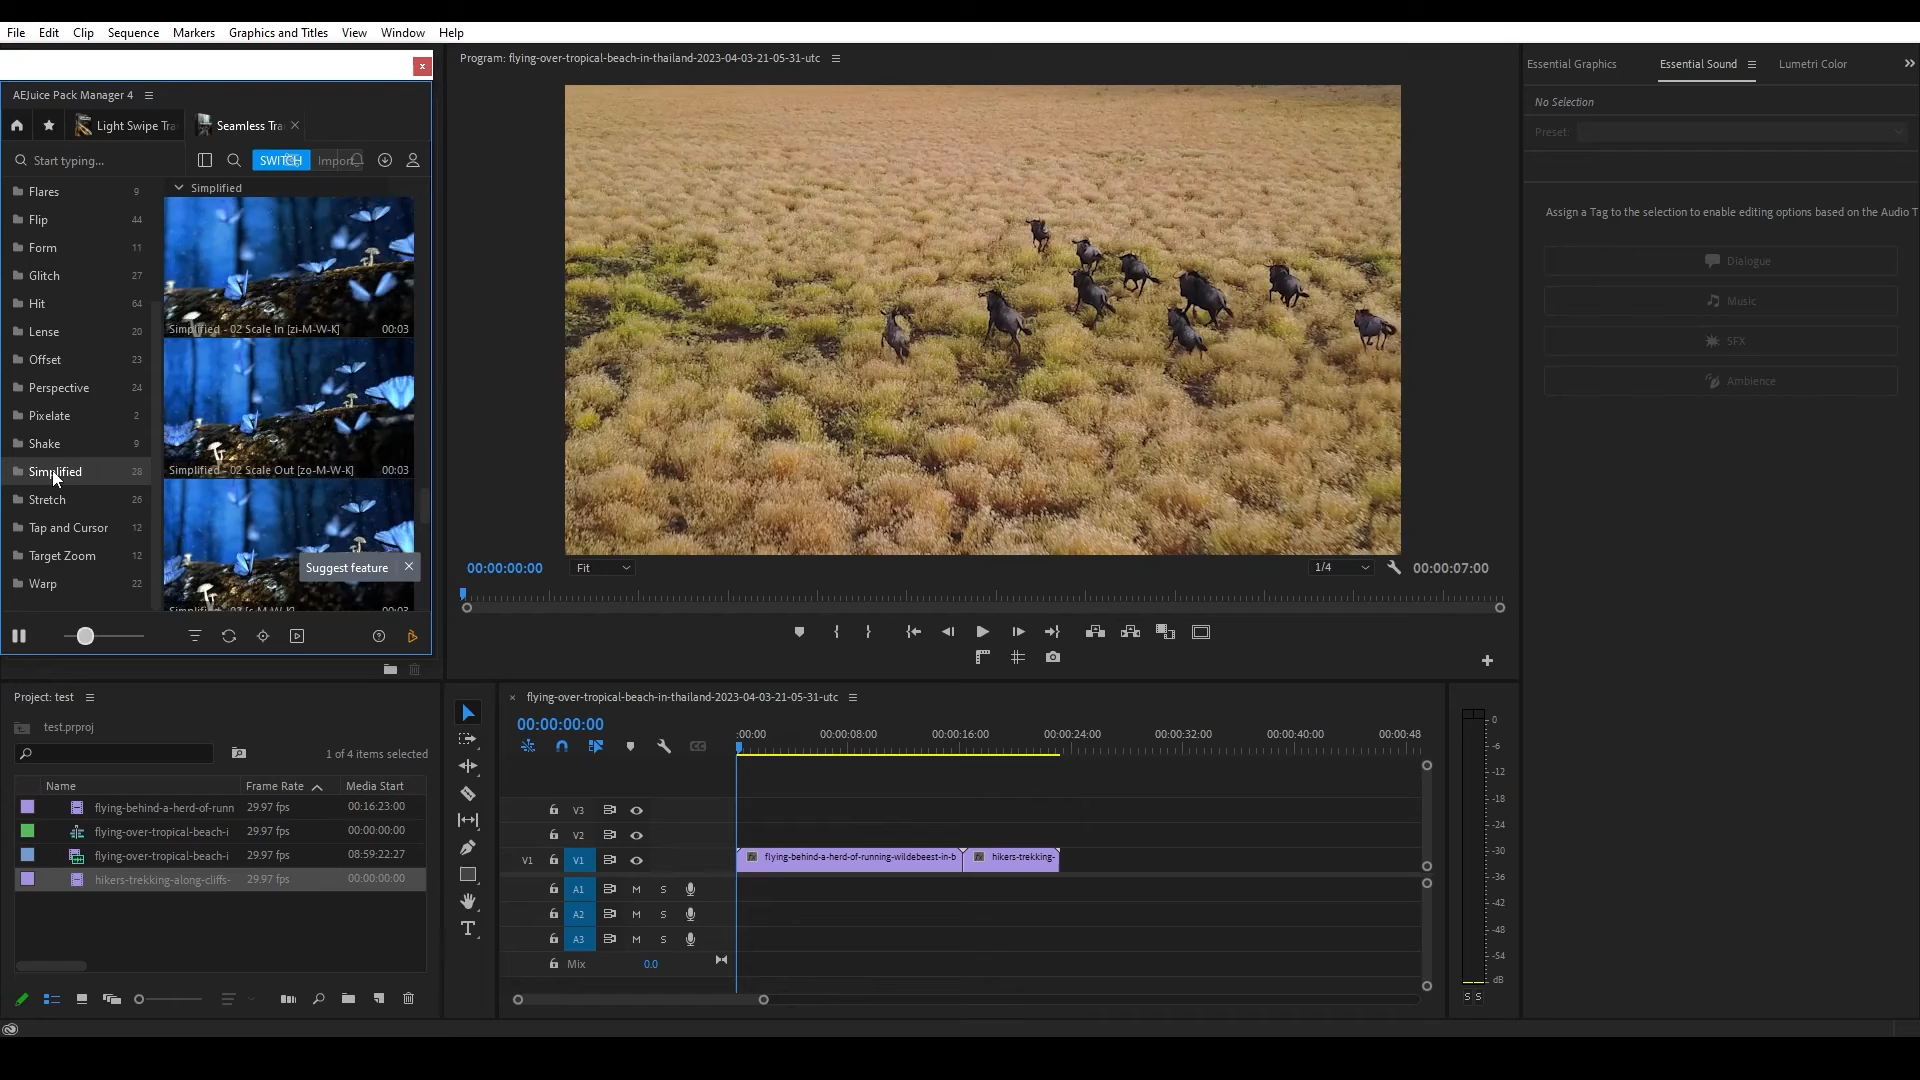 File Edit Clip Sequence Markers Graphics and Titles View Window Help
x
AEJuice Pack Manager 4
Light Swipe Tra
Seamless Tra
Start typing...
SWITCH
Import
Flares 9
Flip 44
Form 11
Glitch 27
Hit 64
Lense 20
Offset 23
Perspective 24
Pixelate 2
Shake 9
Simplified 28
Stretch 26
Tap and Cursor 12
Target Zoom 12
Warp 22
Simplified
Simplified - 02 Scale In [zi-M-W-K] 00:03
Simplified - 02 Scale Out [zo-M-W-K] 00:03
Suggest feature
00:03
Program: flying-over-tropical-beach-in-thailand-2023-04-03-21-05-31-utc
00:00:00:00
Fit
1/4
00:00:07:00
Essential Graphics
Essential Sound
Lumetri Color
No Selection
Preset:
Assign a Tag to the selection to enable editing options based on the Audio T
Dialogue
Music
SFX
Ambience
Project: test
test.prproj
1 of 4 items selected
Name Frame Rate Media Start
flying-behind-a-herd-of-runn 29.97 fps 00:16:23:00
flying-over-tropical-beach-i 29.97 fps 00:00:00:00
flying-over-tropical-beach-i 29.97 fps 08:59:22:27
hikers-trekking-along-cliffs- 29.97 fps 00:00:00:00
× flying-over-tropical-beach-in-thailand-2023-04-03-21-05-31-utc
00:00:00:00
:00:00 00:00:08:00 00:00:16:00 00:00:24:00 00:00:32:00 00:00:40:00 00:00:48
V3
V2
V1 V1
flying-behind-a-herd-of-running-wildebeest-in-b
hikers-trekking-
A1 M S
A2 M S
A3 M S
Mix 0.0
0
-6
-12
-18
-24
-30
-36
-42
-48
-54
dB
S S